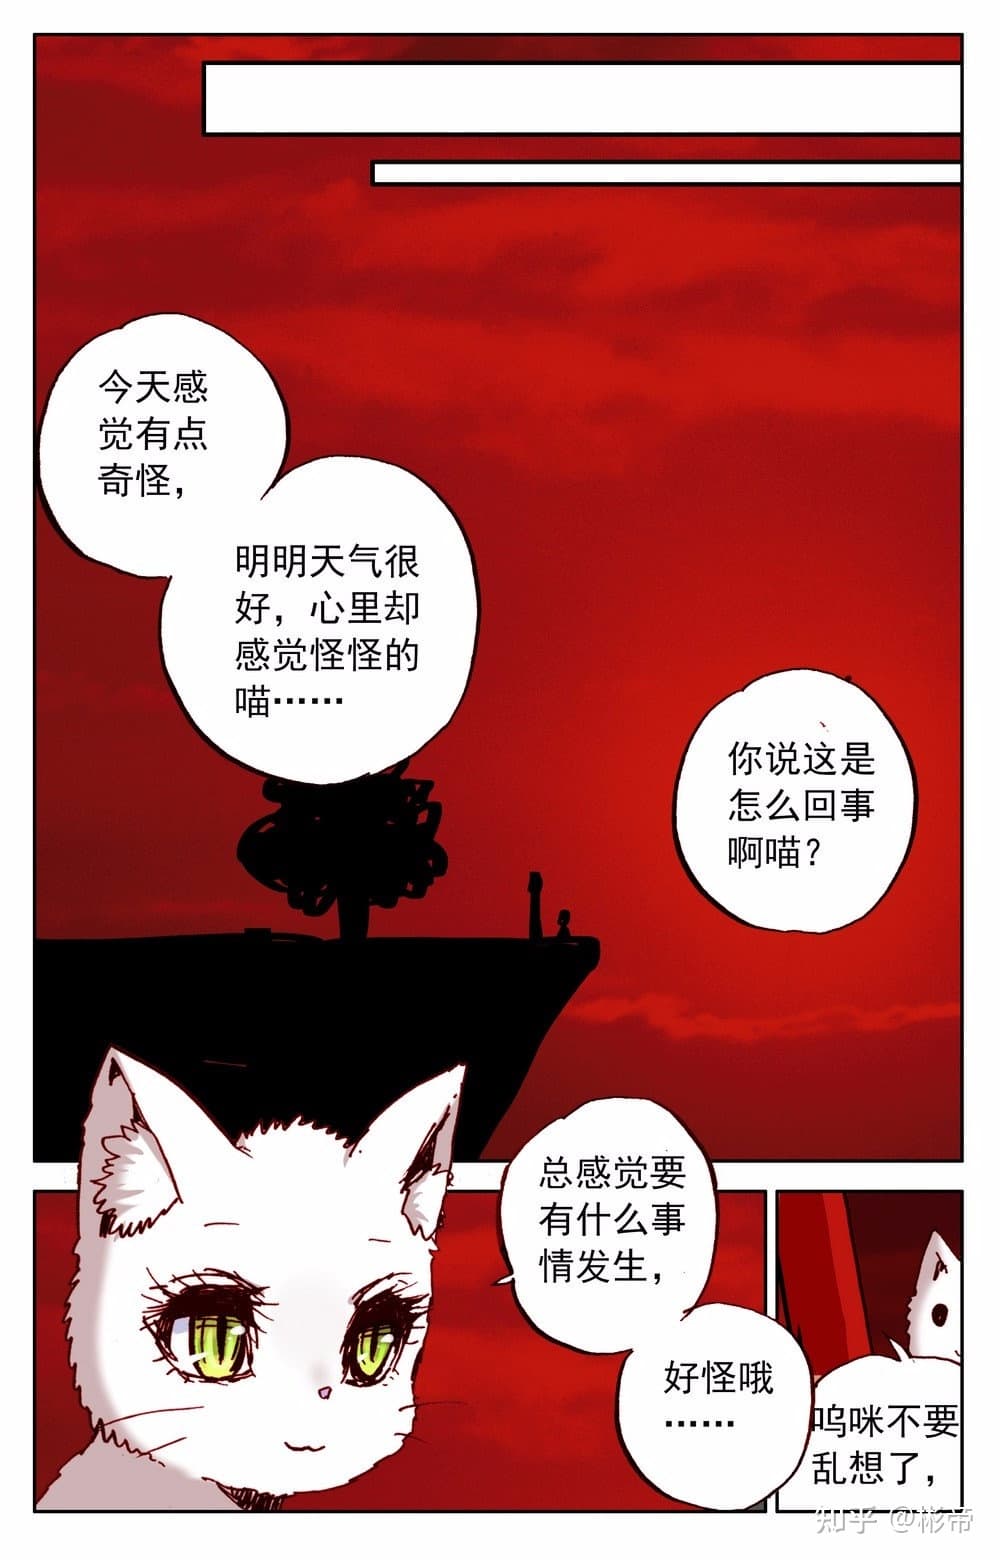 今天感
觉有点
奇怪，
明明天气很
好，心里却
感觉怪怪的
喵……
你说这是
怎么回事
啊喵？
总感觉要
有什么事
情发生，
好怪哦
……
呜咪不要
乱想了，
知乎 @彬帝